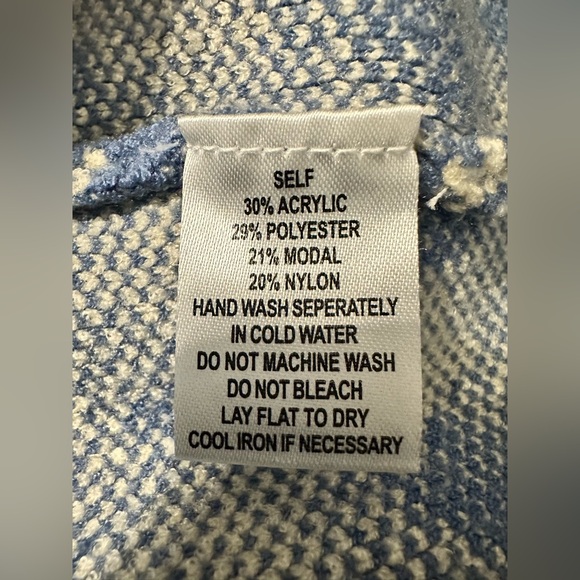 SELF
30% ACRYLIC
29% POLYESTER
21% MODAL
20% NYLON
HAND WASH SEPERATELY
IN COLD WATER
DO NOT MACHINE WASH
DO NOT BLEACH
LAY FLAT TO DRY
COOL IRON IF NECESSARY